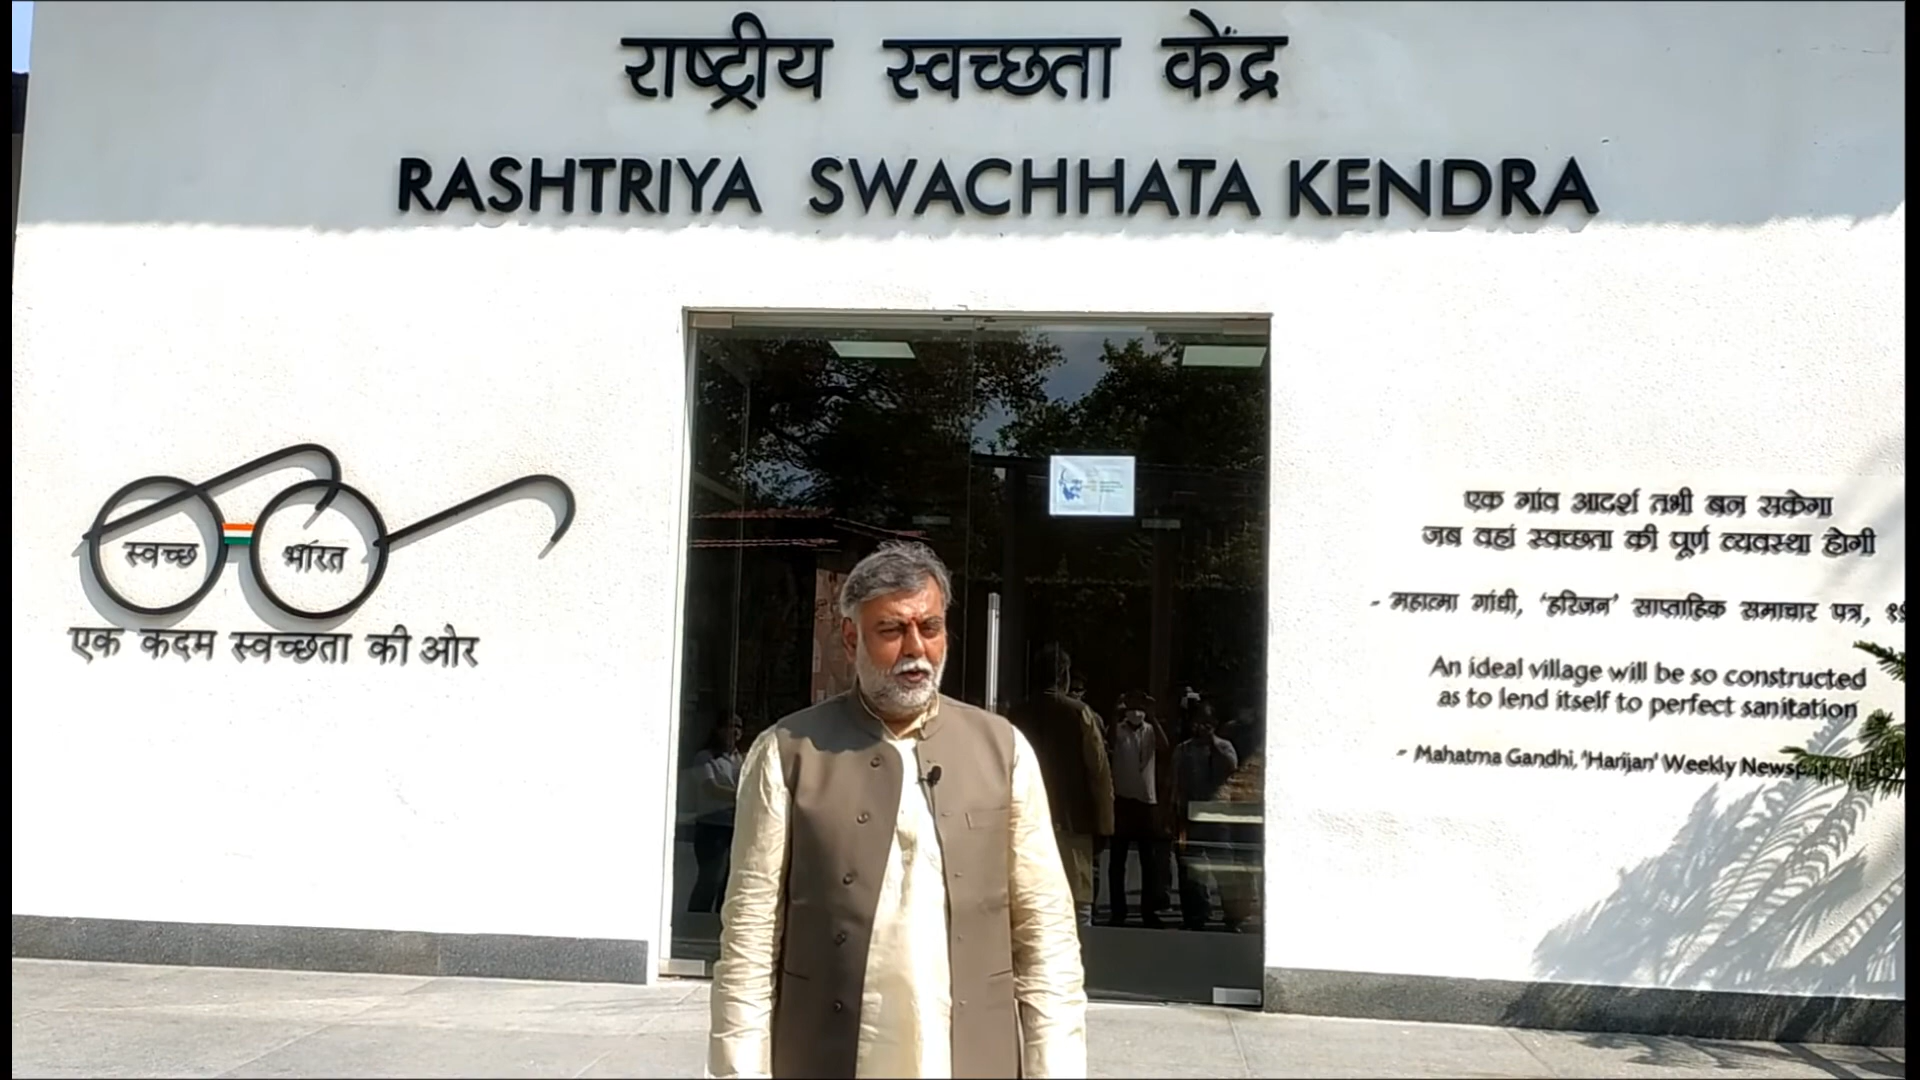 राष्ट्रीय स्वच्छता केंद्र
RASHTRIYA SWACHHATA KENDRA
स्वच्छ भारत
एक कदम स्वच्छता की ओर
एक गांव आदर्श तभी बन सकेगा
जब वहां स्वच्छता की पूर्ण व्यवस्था होगी
- महात्मा गांधी, 'हरिजन' साप्ताहिक समाचार पत्र,
An ideal village will be so constructed
as to lend itself to perfect sanitation
- Mahatma Gandhi, 'Harijan' Weekly